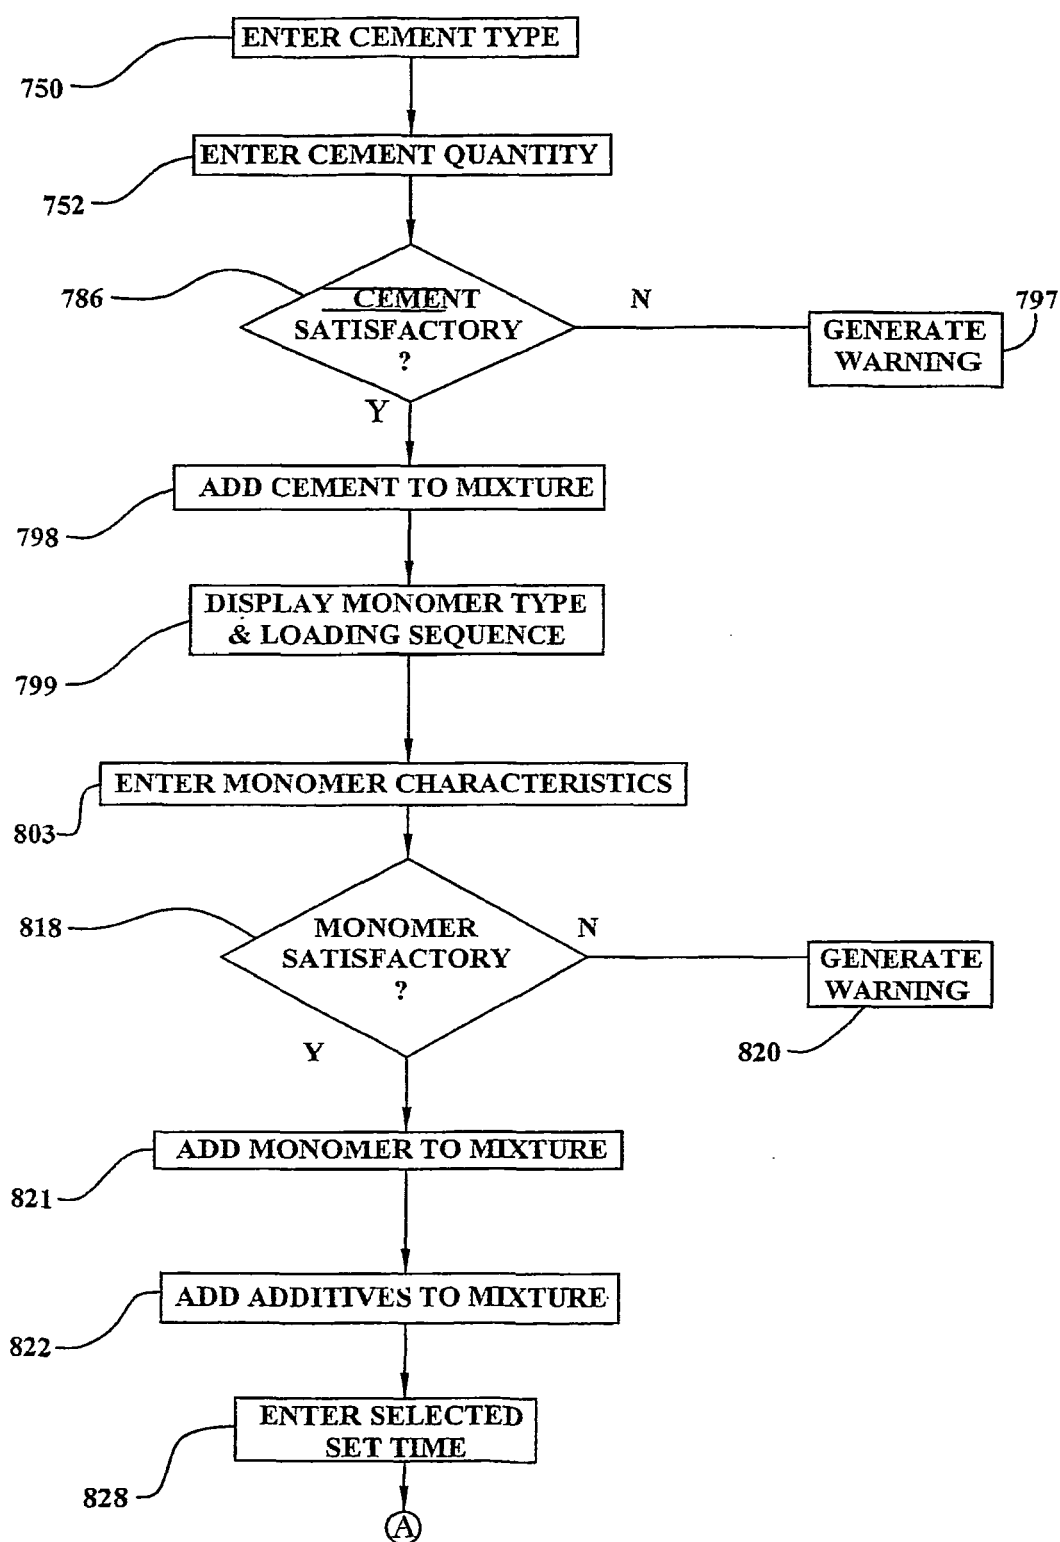 ENTER CEMENT TYPE
750
ENTER CEMENT QUANTITY
752
786
CEMENT
SATISFACTORY
?
N
797
GENERATE
WARNING
Y
ADD CEMENT TO MIXTURE
798
DISPLAY MONOMER TYPE
& LOADING SEQUENCE
799
ENTER MONOMER CHARACTERISTICS
803
818
MONOMER
SATISFACTORY
?
N
GENERATE
WARNING
820
Y
ADD MONOMER TO MIXTURE
821
ADD ADDITIVES TO MIXTURE
822
ENTER SELECTED
SET TIME
828
A